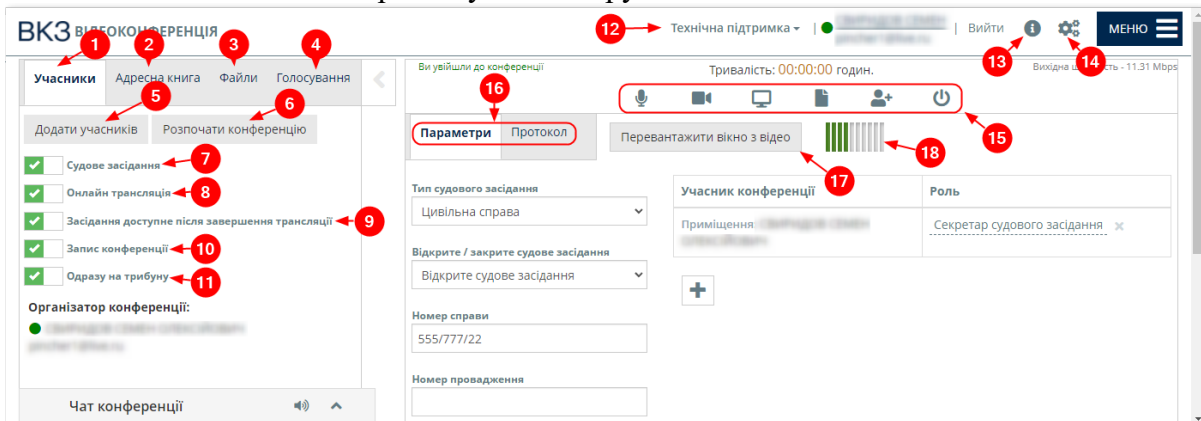 ВКЗ ВІДЕОКОНФЕРЕНЦІЯ
12
Технічна підтримка
Вийти
МЕНЮ
1
2
3
4
13
14
Учасники
Адресна книга
Файли
Голосування
Ви увійшли до конференції
Тривалість: 00:00:00 годин.
Вихідна - 11.31 Mbps
5
6
16
15
Додати учасників
Розпочати конференцію
Параметри
Протокол
Перевантажити вікно з відео
18
17
Судове засідання
7
Онлайн трансляція
8
Засідання доступне після завершення трансляції
9
Запис конференції
10
Одразу на трибуну
11
Організатор конференції:
Чат конференції
Тип судового засідання
Цивільна справа
Відкрите / закрите судове засідання
Відкрите судове засідання
Номер справи
555/777/22
Номер провадження
Учасник конференції
Роль
Приміщення:
Секретар судового засідання